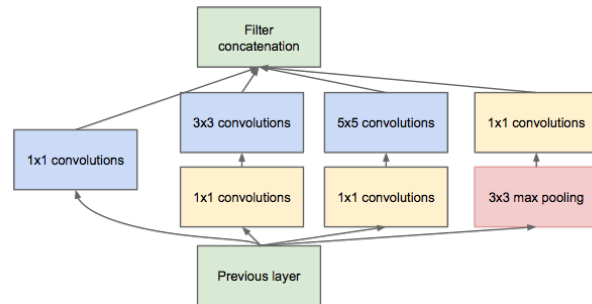 Filter
concatenation
3x3 convolutions
5x5 convolutions
1x1 convolutions
1x1 convolutions
1x1 convolutions
1x1 convolutions
3x3 max pooling
Previous layer